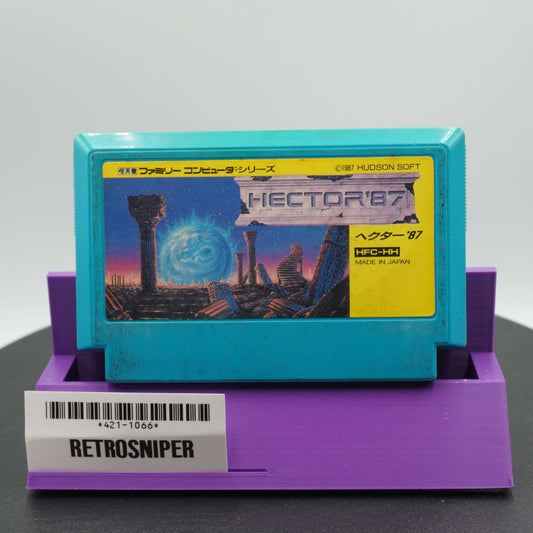 ファミリー コンピュータ シリーズ
©1987 HUDSON SOFT
HECTOR'87
ヘクター'87
HFC-HH
MADE IN JAPAN
*421-1066*
RETROSNIPER